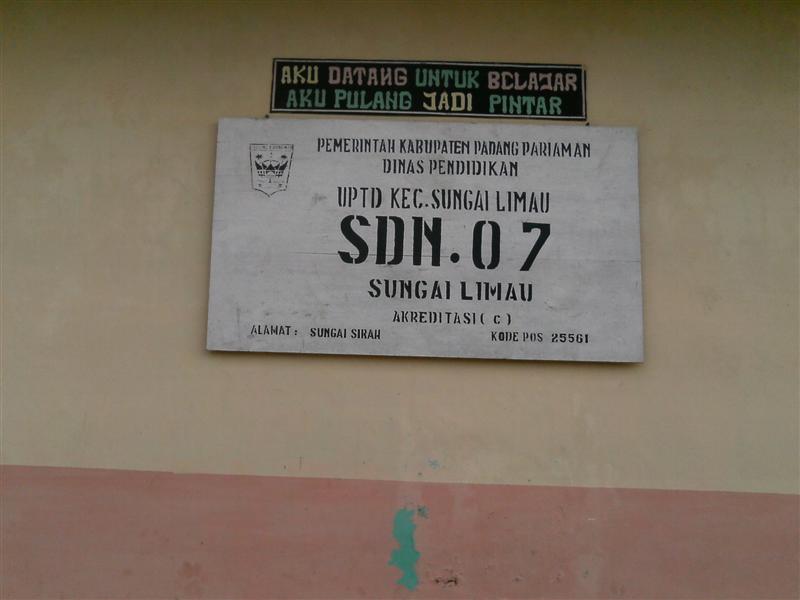 AKU DATANG UNTUK BELAJAR
AKU PULANG JADI PINTAR
PEMERINTAH KABUPATEN PADANG PARIAMAN
DINAS PENDIDIKAN
UPTD KEC. SUNGAI LIMAU
SDN. 07
SUNGAI LIMAU
AKREDITASI ( C )
ALAMAT : SUNGAI SIRAH
KODE POS 25561